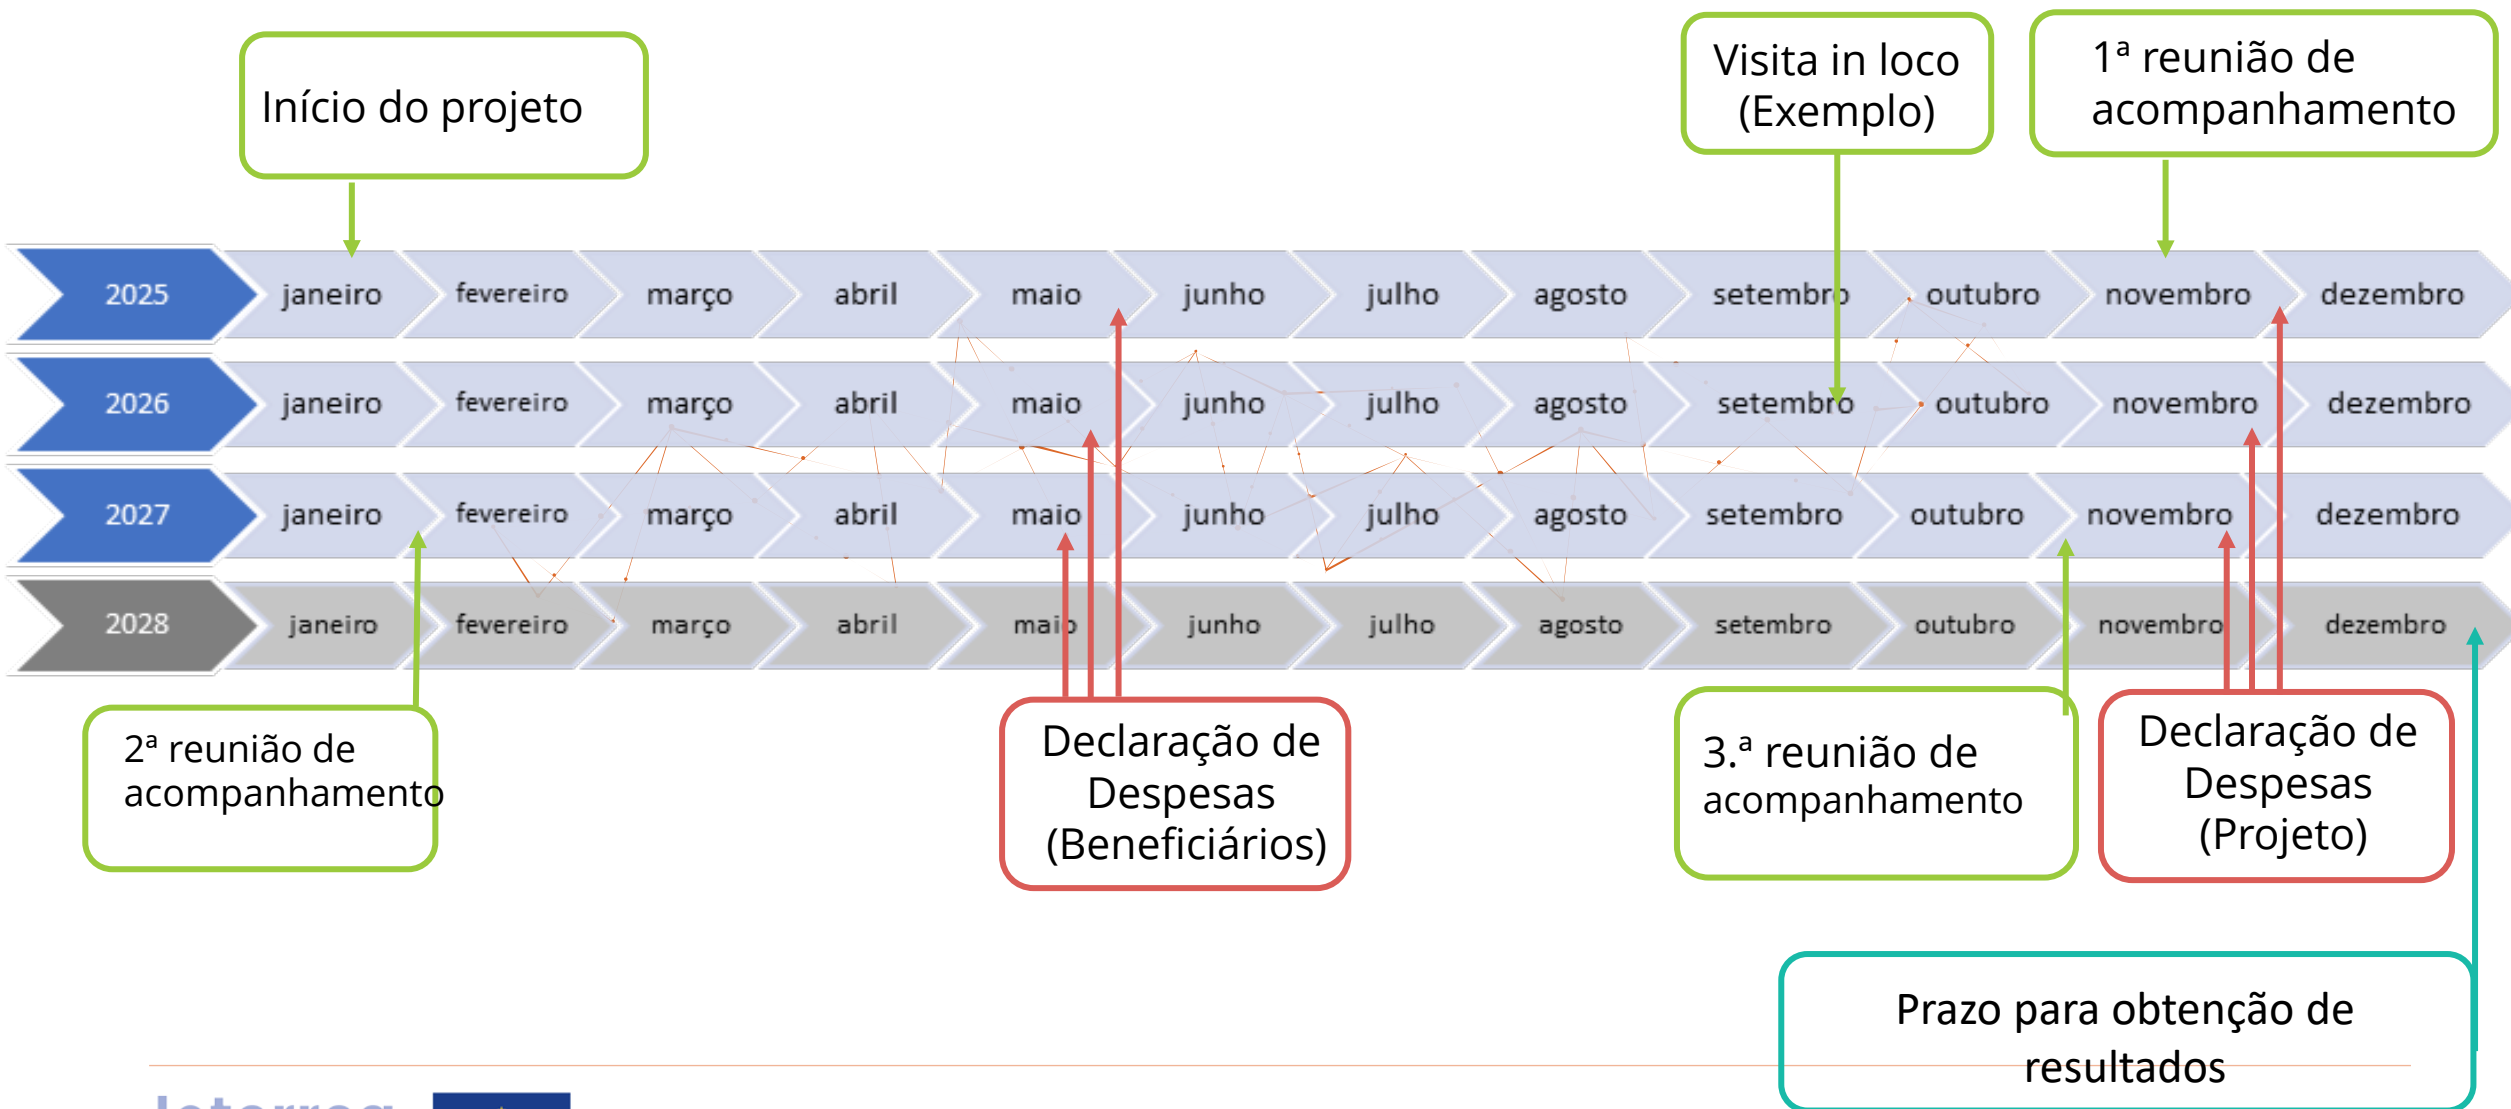 Início do projeto
Visita in loco
(Exemplo)
1ª reunião de
acompanhamento
2025 janeiro fevereiro março abril maio junho julho agosto setembro outubro novembro dezembro
2026 janeiro fevereiro março abril maio junho julho agosto setembro outubro novembro dezembro
2027 janeiro fevereiro março abril maio junho julho agosto setembro outubro novembro dezembro
2028 janeiro fevereiro março abril maio junho julho agosto setembro outubro novembro dezembro
2ª reunião de
acompanhamento
Declaração de
Despesas
(Beneficiários)
3.ª reunião de
acompanhamento
Declaração de
Despesas
(Projeto)
Prazo para obtenção de
resultados